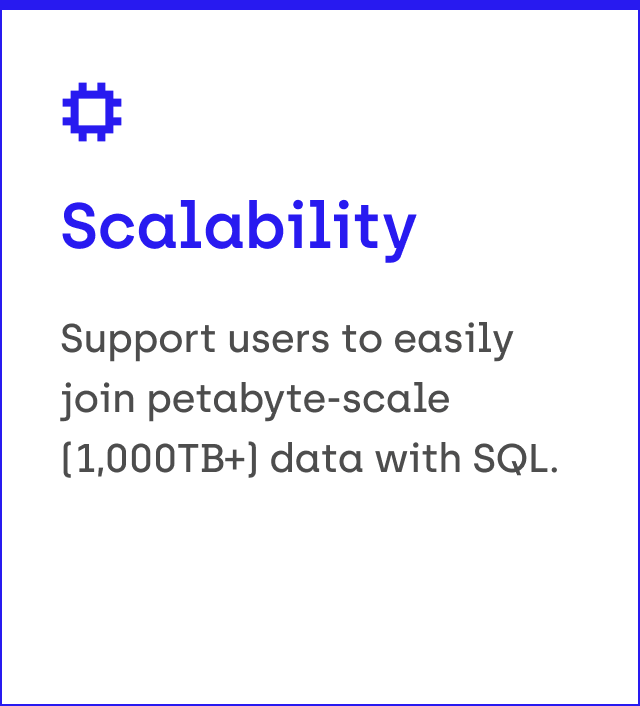 Scalability
Support users to easily
join petabyte-scale
(1,000TB+) data with SQL.